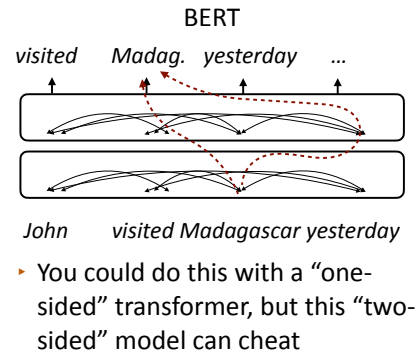 BERT
visited Madag. yesterday ...
John visited Madagascar yesterday
‣ You could do this with a “one-
sided” transformer, but this “two-
sided” model can cheat